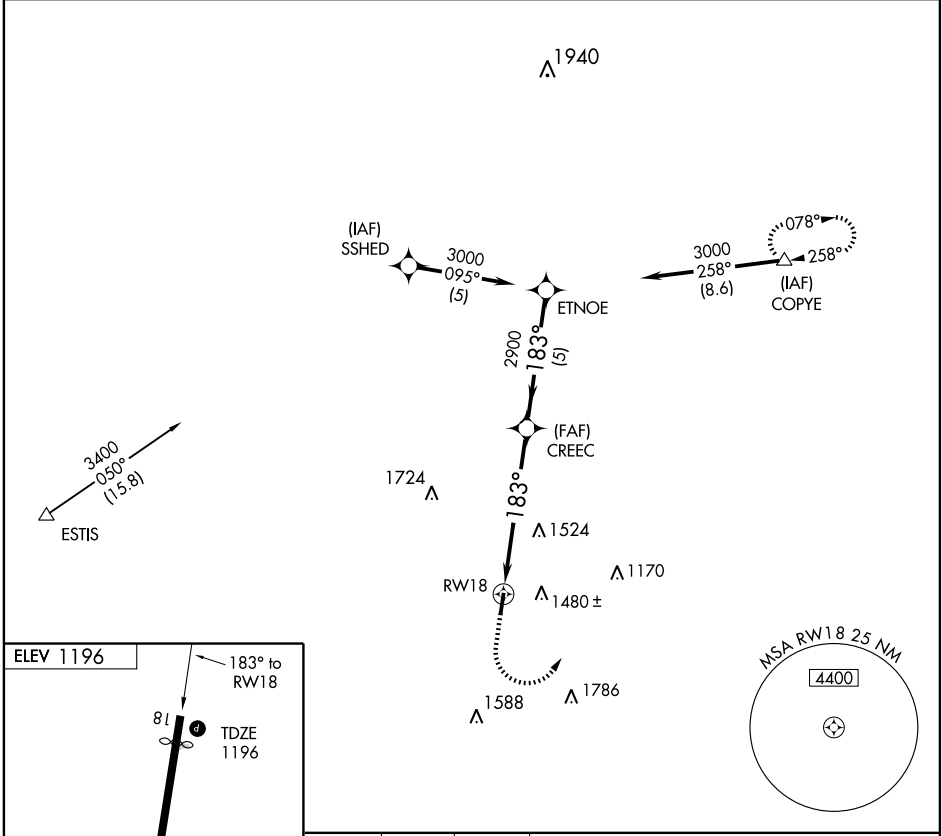 1940
(IAF)
SSHED
3000
095°
(5)
ETNOE
3000
258°
(8.6)
078°
258°
(IAF)
COPYE
2900
183°
(5)
(FAF)
CREEC
3400
050°
(15.8)
ESTIS
1724
183°
1524
1170
RW18
1480 ±
1588
1786
MSA RW18 25 NM
4400
ELEV 1196
183° to
RW18
18
P
TDZE
1196